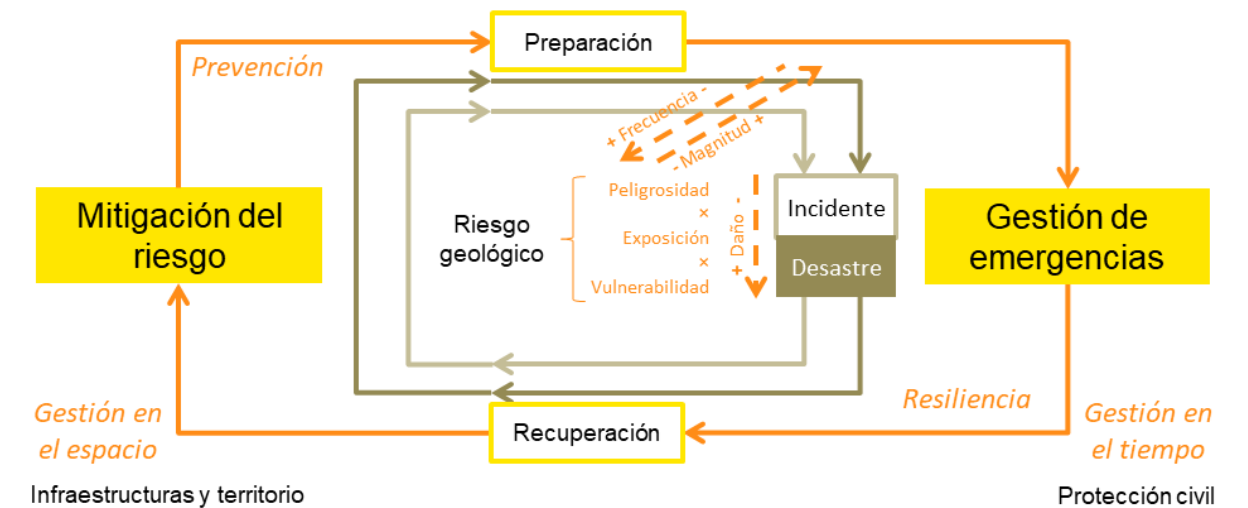 Preparación
Prevención
+ Frecuencia -
- Magnitud +
Mitigación del
riesgo
Riesgo
geológico
Peligrosidad
×
Exposición
×
Vulnerabilidad
+ Daño -
Incidente
Desastre
Gestión de
emergencias
Gestión en
el espacio
Infraestructuras y territorio
Recuperación
Resiliencia
Gestión en
el tiempo
Protección civil